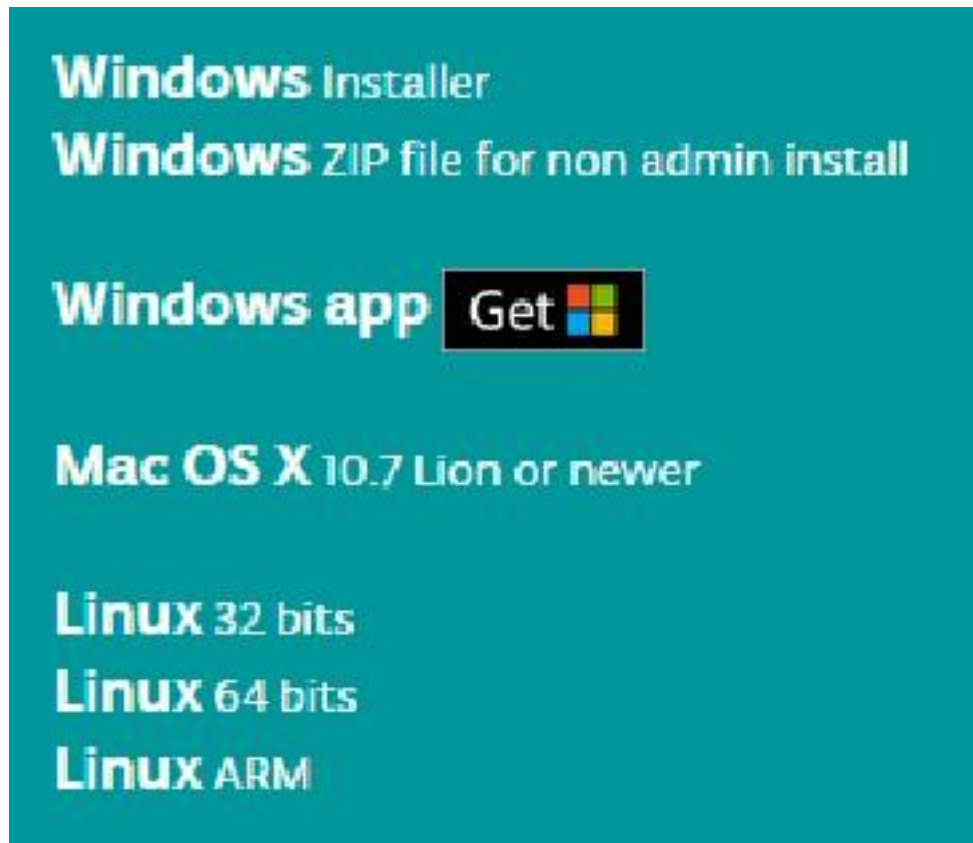 Windows Installer
Windows ZIP file for non admin install
Windows app Get
Mac OS X 10.7 Lion or newer
Linux 32 bits
Linux 64 bits
Linux ARM